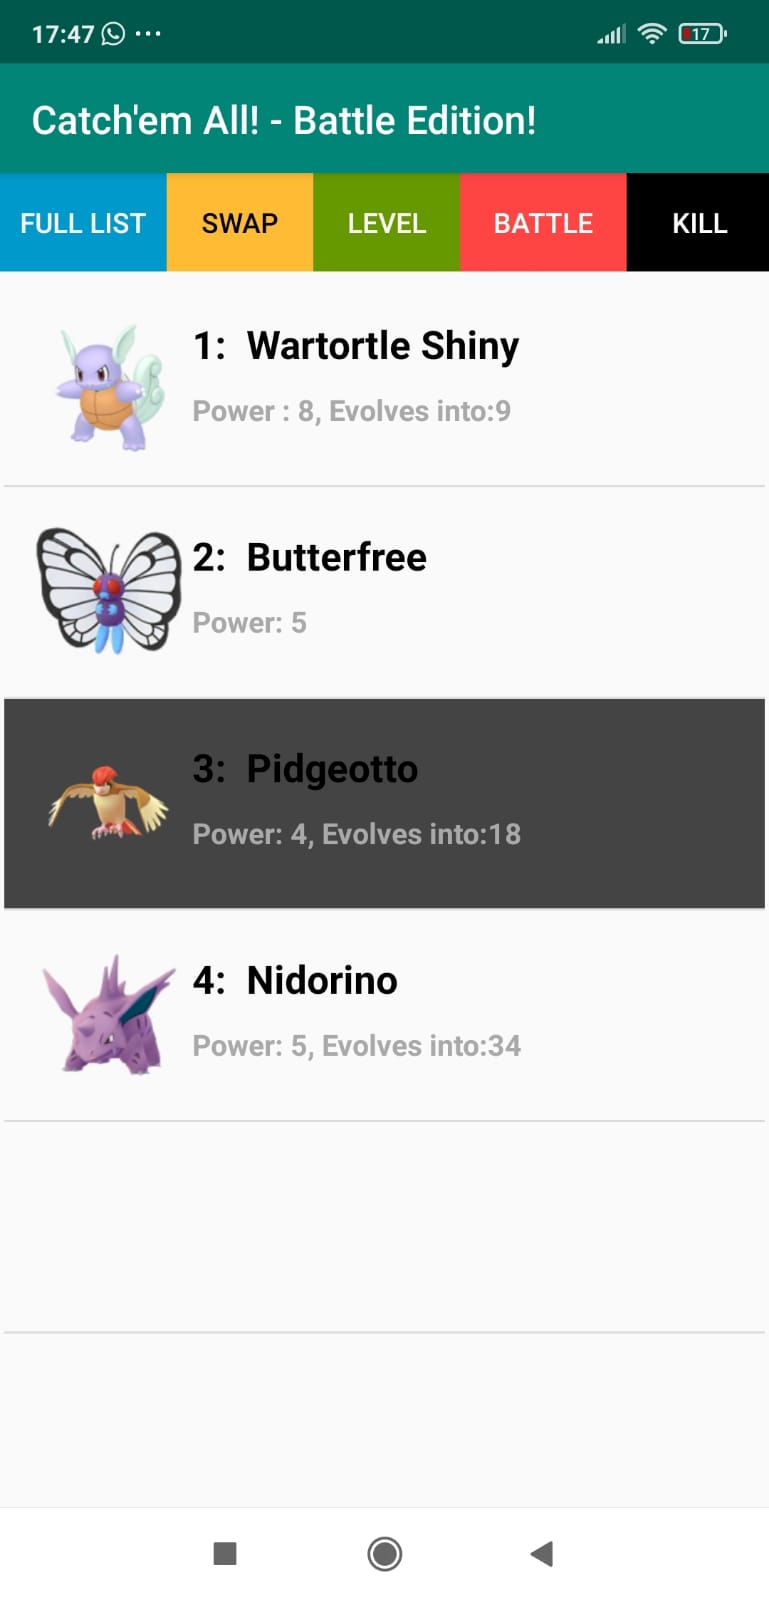 17:47
17
Catch'em All! - Battle Edition!
FULL LIST SWAP LEVEL BATTLE KILL
1: Wartortle Shiny
Power : 8, Evolves into:9
2: Butterfree
Power: 5
3: Pidgeotto
Power: 4, Evolves into:18
4: Nidorino
Power: 5, Evolves into:34